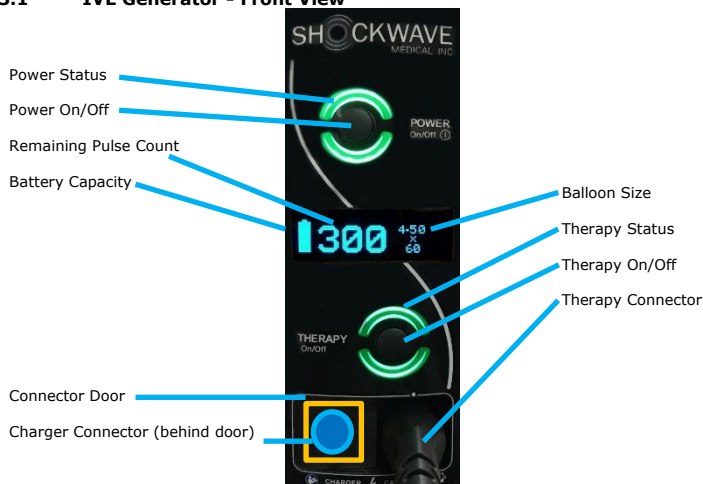 3.1 IVL Generator - Front View
SHOCKWAVE
MEDICAL INC
Power Status
Power On/Off
Remaining Pulse Count
Battery Capacity
POWER
On/Off
300
4.50
x
60
Balloon Size
Therapy Status
Therapy On/Off
Therapy Connector
THERAPY
On/Off
Connector Door
Charger Connector (behind door)
CHARGER